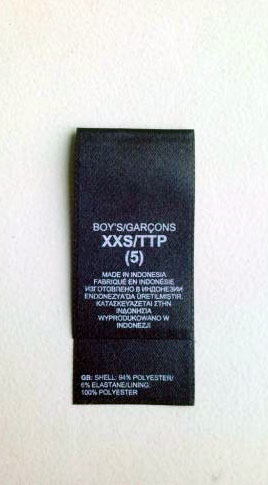 BOY'S/GARÇONS
XXS/TTP
(5)
MADE IN INDONESIA
FABRIQUÉ EN INDONÉSIE
ИЗГОТОВЛЕНО В ИНДОНЕЗИИ
ENDONEZYA'DA ÜRETILMIŞTIR.
ΚΑΤΑΣΚΕΥΑΖΕΤΑΙ ΣΤΗΝ
ΙΝΔΟΝΗΣΙΑ
WYPRODUKOWANO W
INDONEZJI
GB: SHELL: 94% POLYESTER/
6% ELASTANE/LINING:
100% POLYESTER